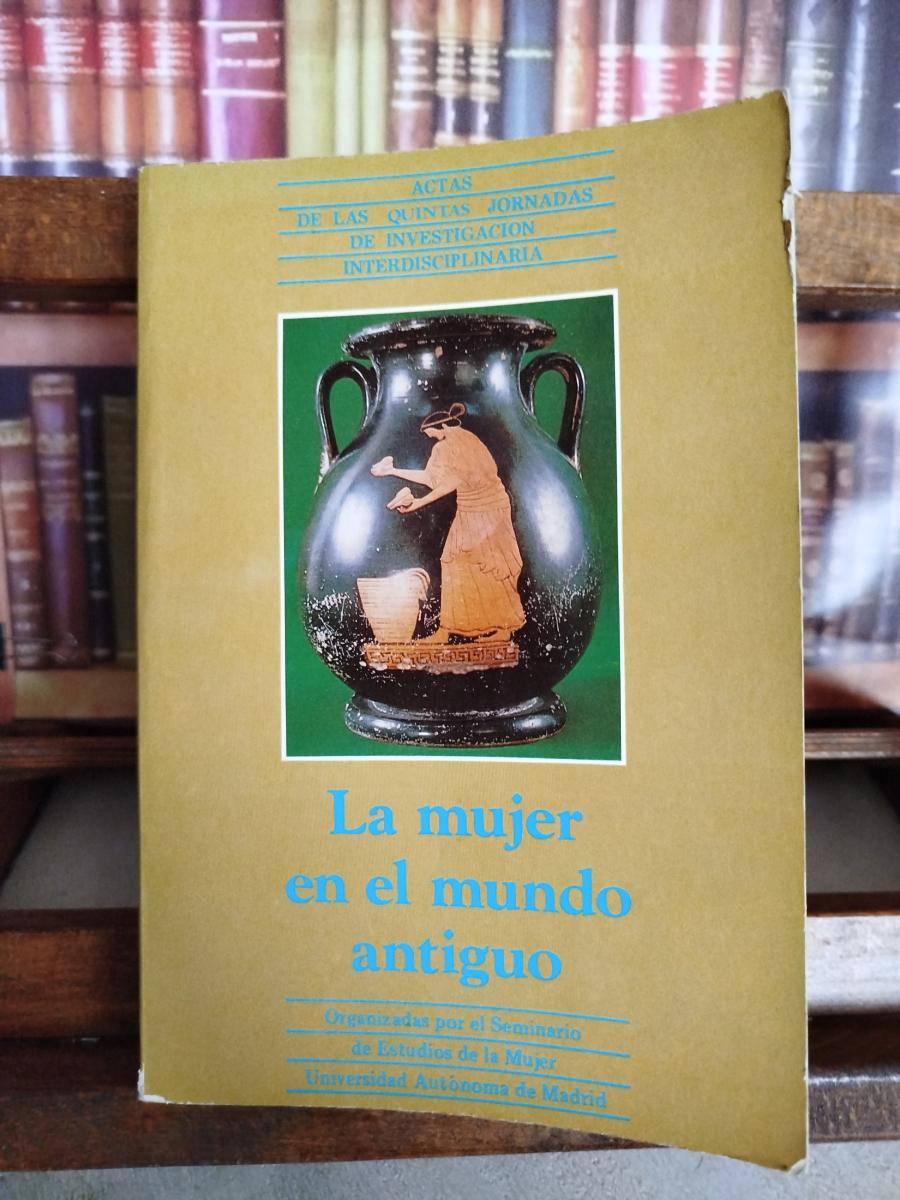 ACTAS
DE LAS QUINTAS JORNADAS
DE INVESTIGACION
INTERDISCIPLINARIA
La mujer
en el mundo
antiguo
Organizadas por el Seminario
de Estudios de la Mujer
Universidad Autónoma de Madrid